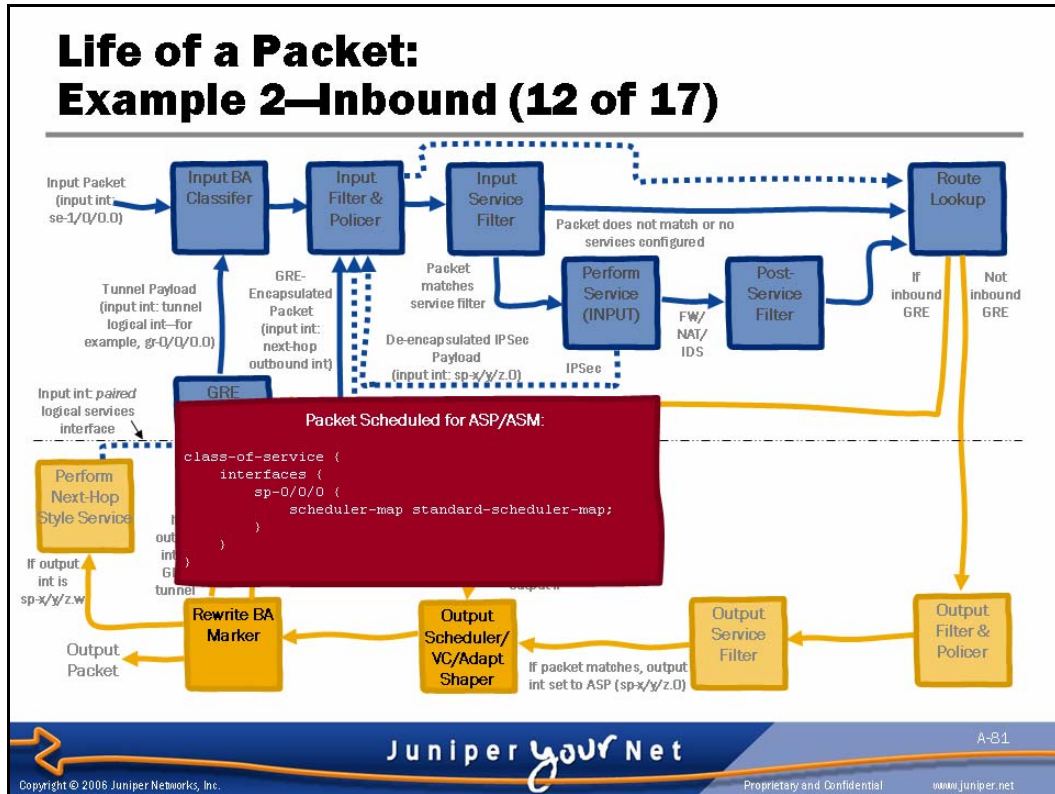 Life of a Packet:
Example 2—Inbound (12 of 17)
Input Packet
(input int:
se-1/0/0.0)
Input BA
Classifer
Input
Filter &
Policer
Input
Service
Filter
Route
Lookup
Packet does not match or no
services configured
Tunnel Payload
(input int: tunnel
logical int—for
example, gr-0/0/0.0)
GRE-
Encapsulated
Packet
(input int:
next-hop
outbound int)
Packet
matches
service filter
Perform
Service
(INPUT)
FW/
NAT/
IDS
Post-
Service
Filter
If
inbound
GRE
Not
inbound
GRE
De-encapsulated IPSec
Payload
(input int: sp-x/y/z.0)
IPSec
Input int: paired
logical services
interface
GRE
Packet Scheduled for ASP/ASM:
class-of-service {
interfaces {
sp-0/0/0 {
scheduler-map standard-scheduler-map;
}
}
}
Perform
Next-Hop
Style Service
If output
int is
sp-x/y/z.w
tunnel
Rewrite BA
Marker
Output
Packet
Output
Scheduler/
VC/Adapt
Shaper
If packet matches, output
int set to ASP (sp-x/y/z.0)
Output
Service
Filter
Output
Filter &
Policer
Juniper your Net
A-81
Copyright © 2006 Juniper Networks, Inc.
Proprietary and Confidential
www.juniper.net